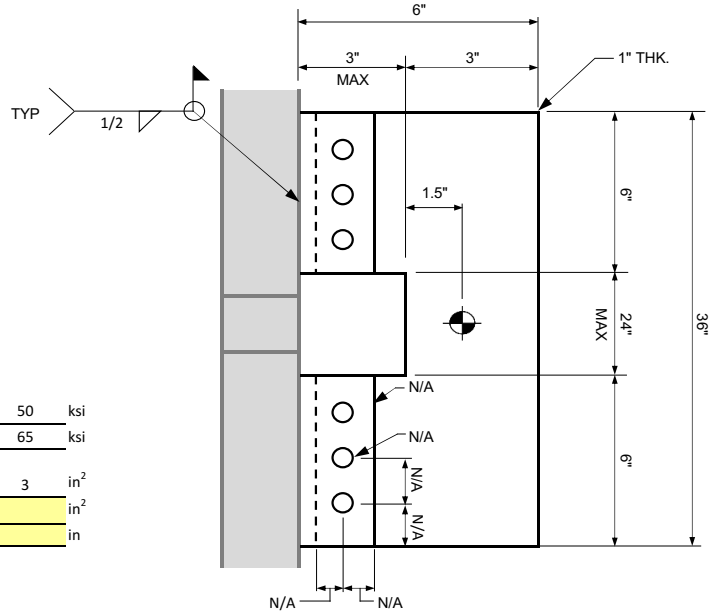 6"
3"
MAX
3"
1" THK.
TYP
1/2
1.5"
6"
24"
MAX
36"
6"
N/A
N/A
N/A
N/A
N/A
N/A
50 ksi
65 ksi
3 in²
in²
in